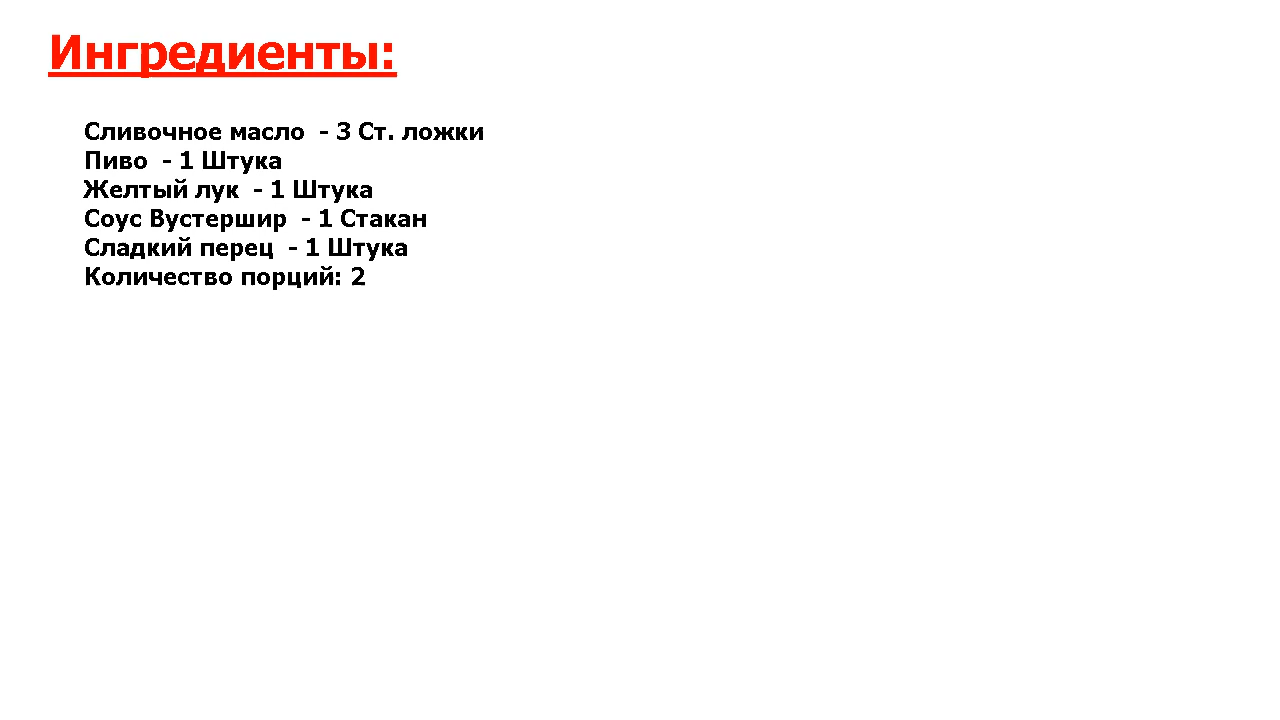 Ингредиенты:
Сливочное масло  - 3 Ст. ложки
Пиво  - 1 Штука
Желтый лук  - 1 Штука
Соус Вустершир  - 1 Стакан
Сладкий перец  - 1 Штука
Количество порций: 2